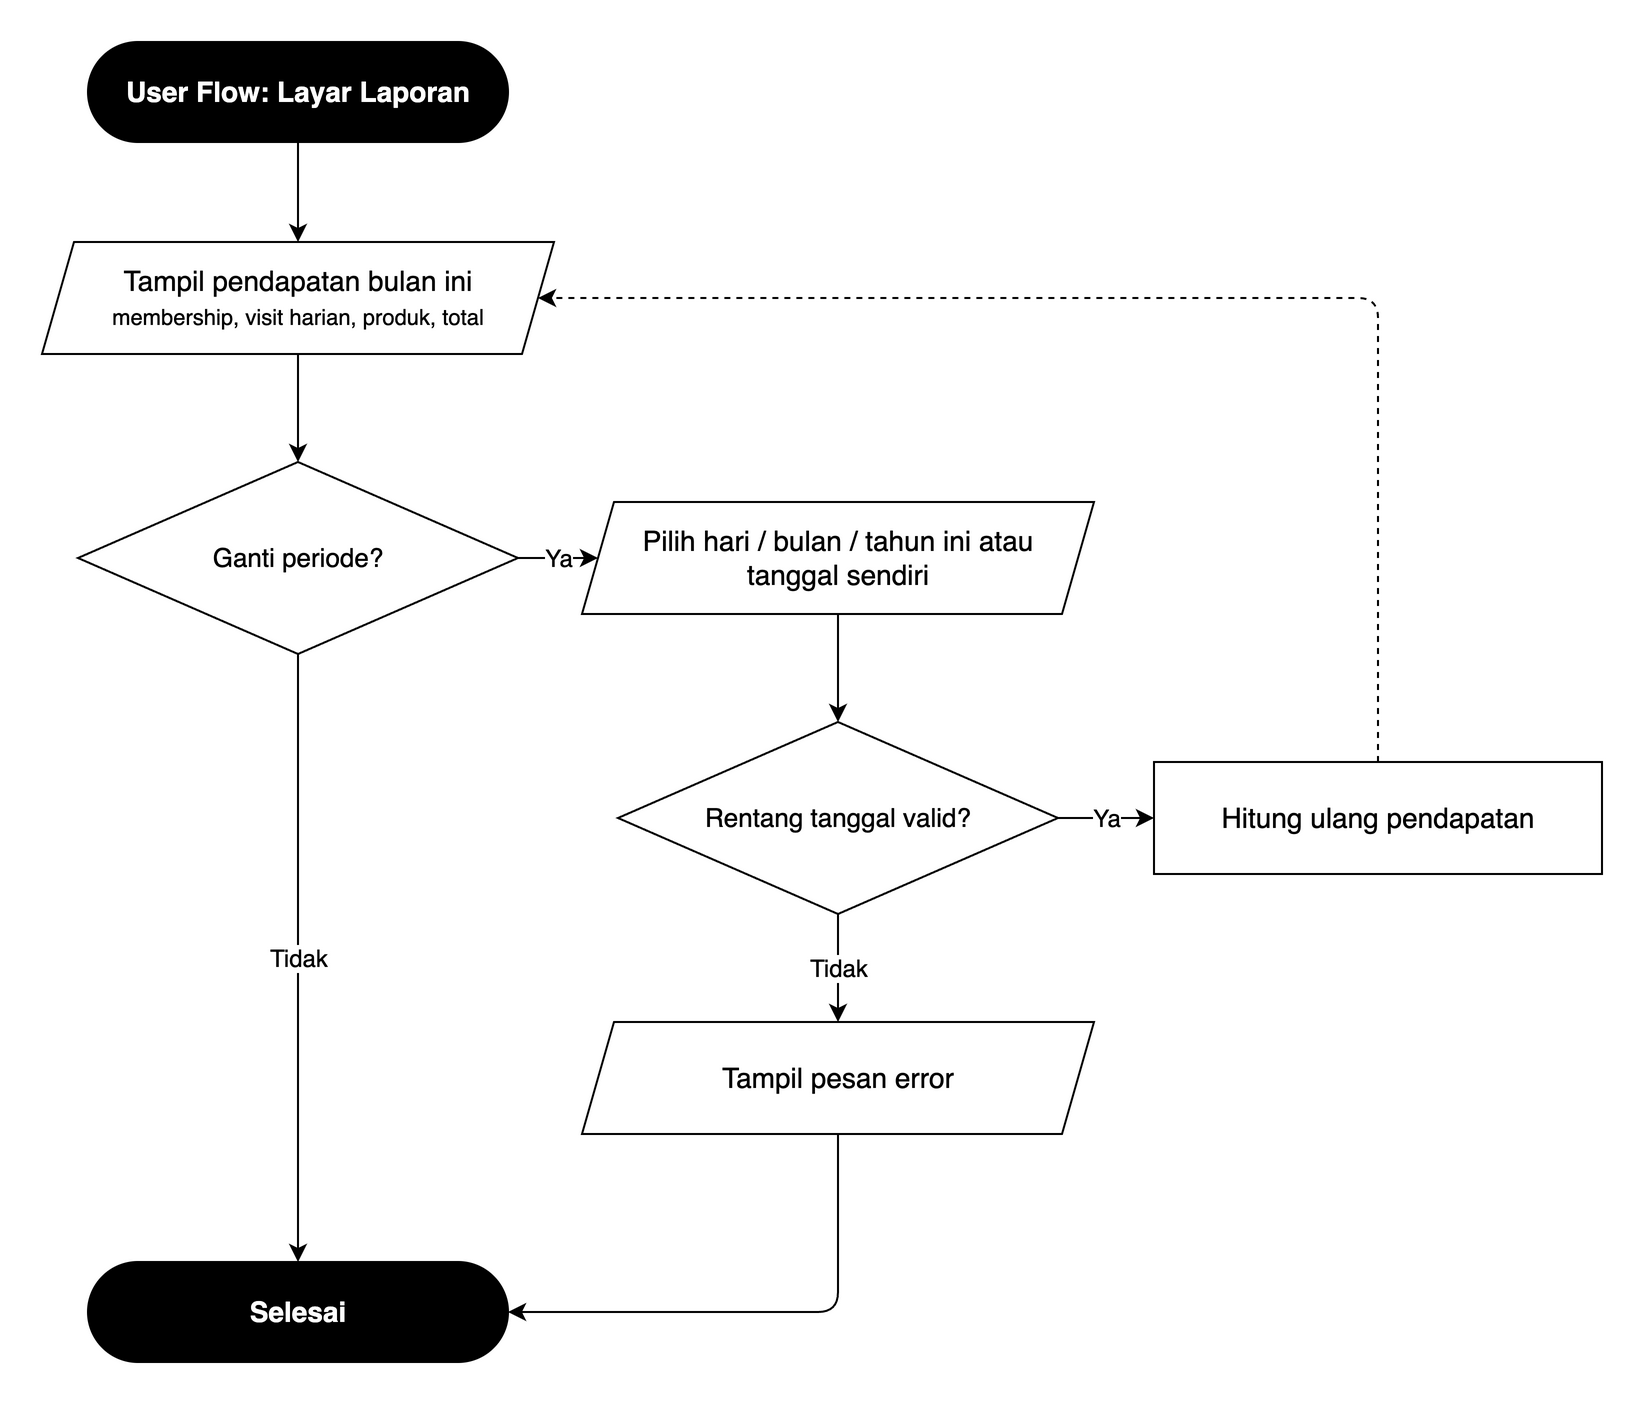 User Flow: Layar Laporan
Tampil pendapatan bulan ini
membership, visit harian, produk, total
Ganti periode?
Ya
Pilih hari / bulan / tahun ini atau
tanggal sendiri
Rentang tanggal valid?
Ya
Hitung ulang pendapatan
Tidak
Tidak
Tampil pesan error
Selesai